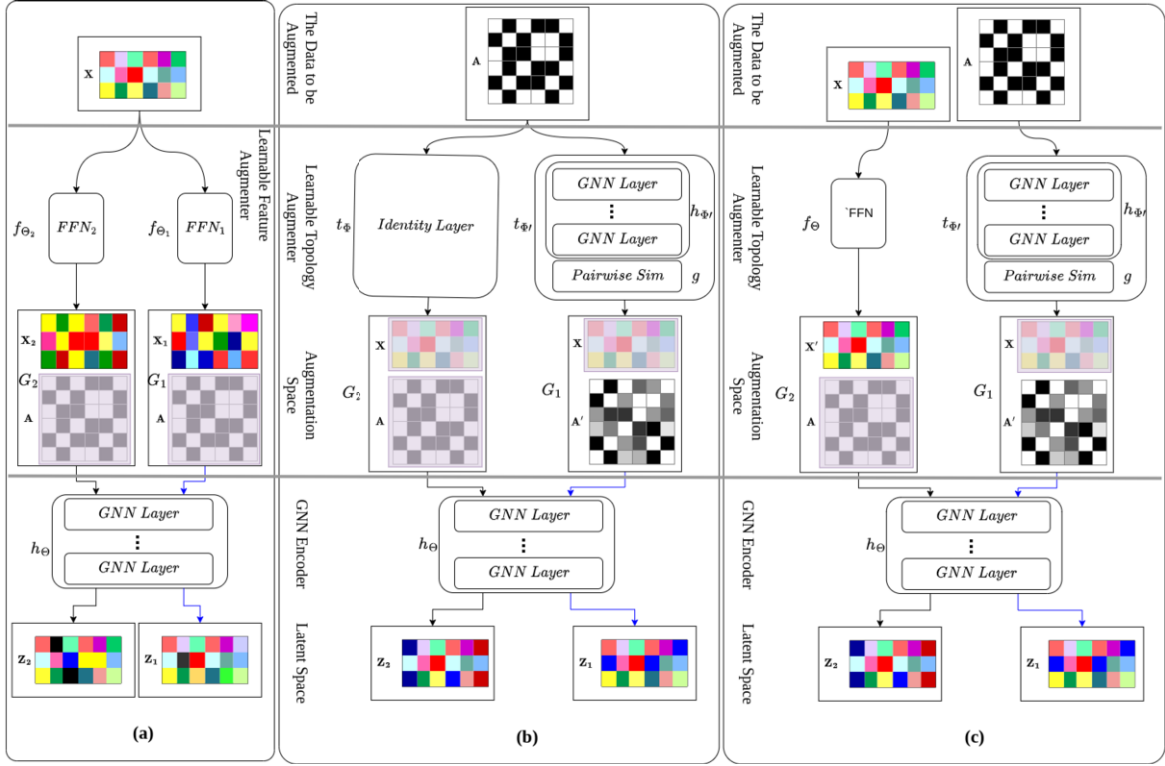 X
Learnable Feature
Augmenter
f_{Θ_2}
FFN_2
f_{Θ_1}
FFN_1
X_2
X_1
G_2
G_1
A
A
h_Θ
GNN Layer
⋮
GNN Layer
Z_2
Z_1
(a)
The Data to be
Augmented
A
Learnable Topology
Augmenter
t_Φ
Identity Layer
t_{Φ′}
GNN Layer
⋮
GNN Layer
h_{Φ′}
Pairwise Sim
g
Augmentation
Space
X
X
G_2
G_1
A
A′
GNN Encoder
h_Θ
GNN Layer
⋮
GNN Layer
Latent Space
Z_2
Z_1
(b)
The Data to be
Augmented
X
A
Learnable Topology
Augmenter
f_Θ
`FFN
t_{Φ′}
GNN Layer
⋮
GNN Layer
h_{Φ′}
Pairwise Sim
g
Augmentation
Space
X′
X
G_2
G_1
A
A′
GNN Encoder
h_Θ
GNN Layer
⋮
GNN Layer
Latent Space
Z_2
Z_1
(c)